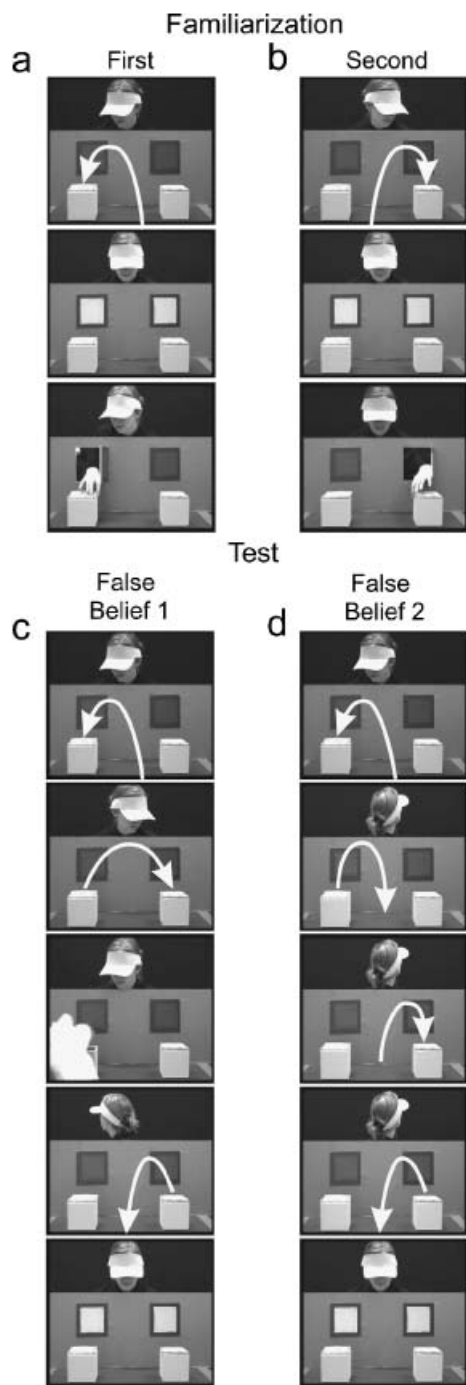 Familiarization
a
First
b
Second
Test
c
False
Belief 1
d
False
Belief 2